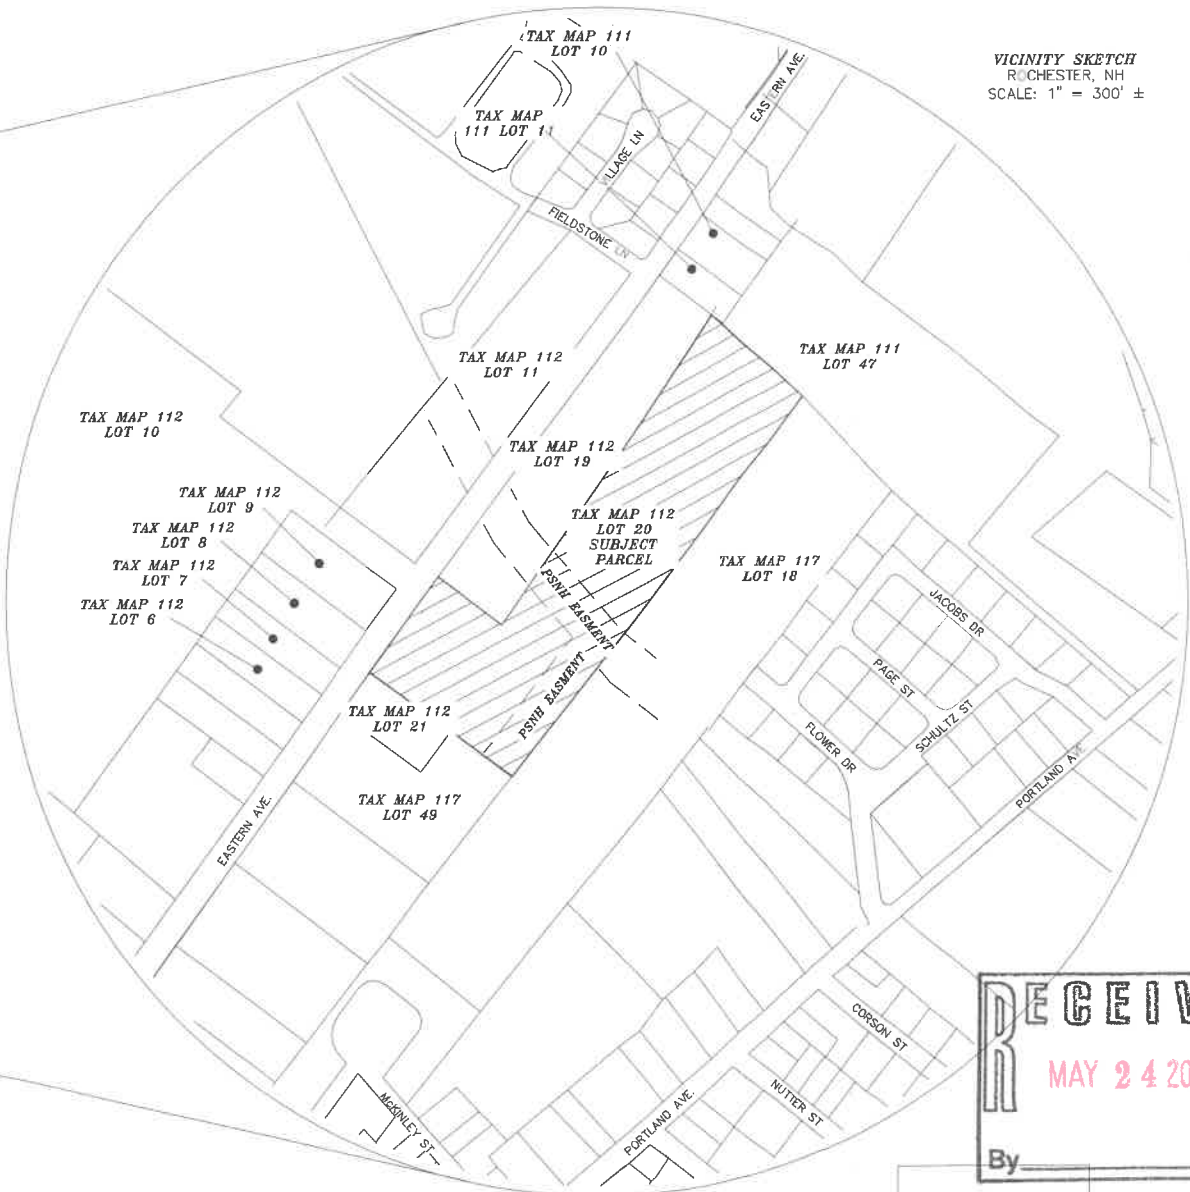 TAX MAP 111
LOT 10
VICINITY SKETCH
ROCHESTER, NH
SCALE: 1" = 300' ±
EASTERN AVE.
TAX MAP
111 LOT 11
VILLAGE LN
FIELDSTONE LN
TAX MAP 112
LOT 11
TAX MAP 111
LOT 47
TAX MAP 112
LOT 10
TAX MAP 112
LOT 19
TAX MAP 112
LOT 9
TAX MAP 112
LOT 8
TAX MAP 112
LOT 7
TAX MAP 112
LOT 6
TAX MAP 112
LOT 20
SUBJECT
PARCEL
TAX MAP 117
LOT 18
PSNH EASMENT
PSNH EASMENT
JACOBS DR
PAGE ST
SCHULTZ ST
FLOWER DR
PORTLAND AVE
TAX MAP 112
LOT 21
TAX MAP 117
LOT 49
EASTERN AVE.
CORSON ST
NUTTER ST
PORTLAND AVE.
McKINLEY ST
RECEIV
MAY 24 20
By